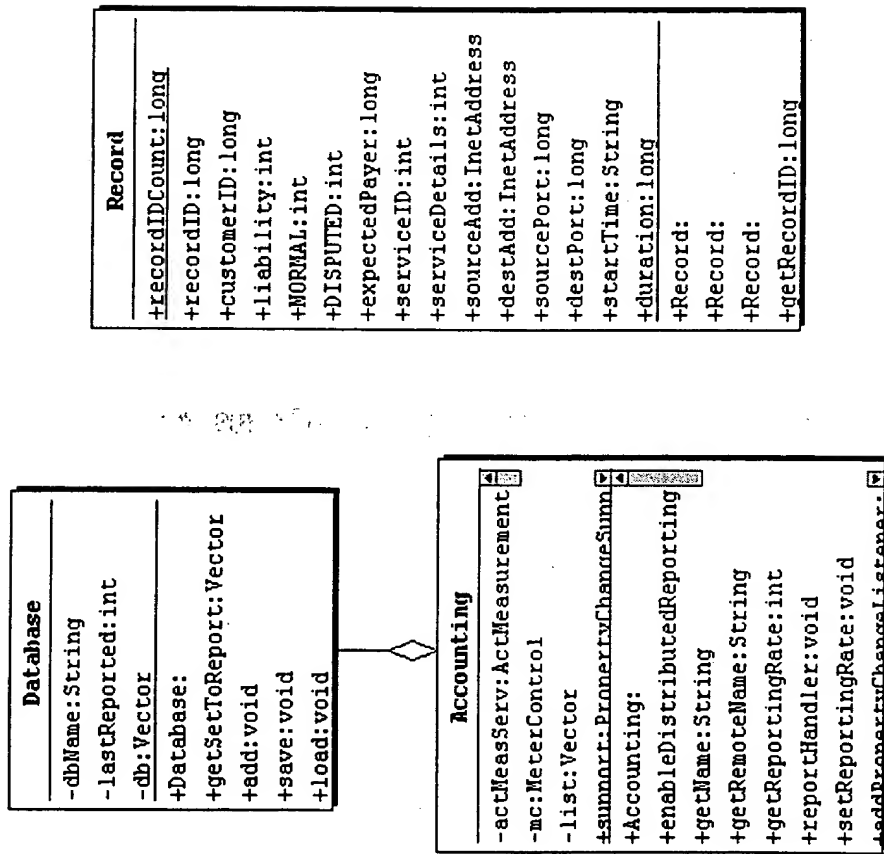 Record
+recordIDCount:long
+recordID:long
+customerID:long
+liability:int
+NORMAL:int
+DISPUTED:int
+expectedPayer:long
+serviceID:int
+serviceDetails:int
+sourceAdd:InetAddress
+destAdd:InetAddress
+sourcePort:long
+destPort:long
+startTime:String
+duration:long
+Record:
+Record:
+Record:
+getRecordID:long
Database
-dbName:String
-lastReported:int
-db:Vector
+Database:
+getSetToReport:Vector
+add:void
+save:void
+load:void
Accounting
-actMeasServ:ActMeasurement
-mc:MeterControl
-list:Vector
+support:PropertyChangeSupp
+Accounting:
+enableDistributedReporting
+getName:String
+getRemoteName:String
+getReportingRate:int
+reportHandler:void
+setReportingRate:void
+addPropertyChangeListener: